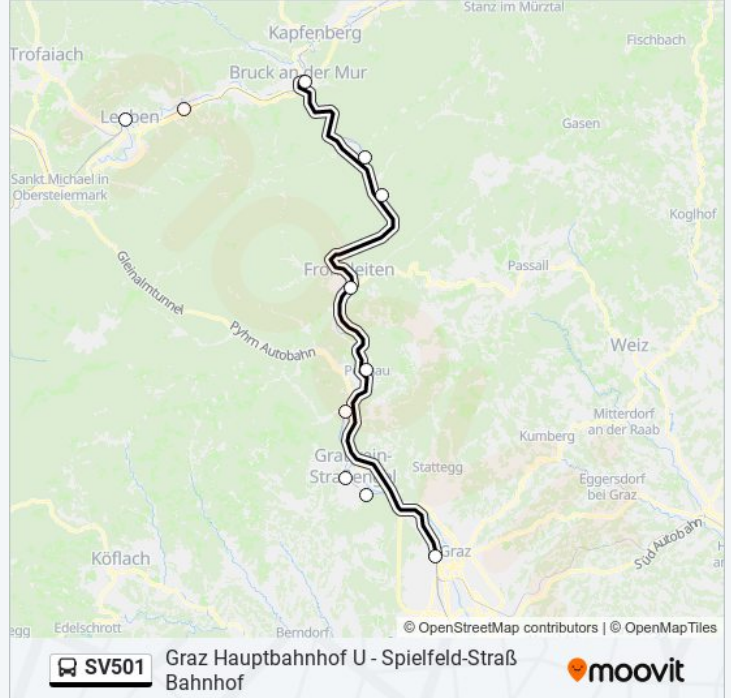 Stanz im Mürztal
Kapfenberg
Fischbach
Trofaiach
Bruck an der Mur
Gasen
Sankt Michael in
Obersteiermark
Koglhof
Gleinalmtunnel
Passail
Pyhrn Autobahn
Weiz
Mitterdorf
an der Raab
Kumberg
Stattegg
Eggersdorf
bei Graz
Süd Autobahn
Graz
Köflach
Edelschrott
Berndorf
© OpenStreetMap contributors | © OpenMapTiles
SV501
Graz Hauptbahnhof U - Spielfeld-Straß
Bahnhof
moovit